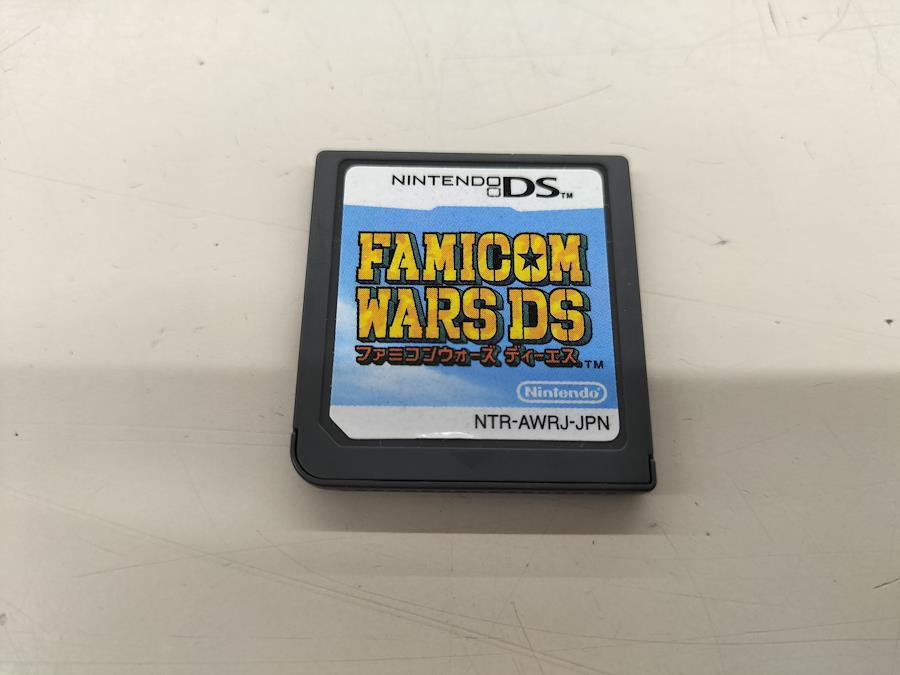 NINTENDO DS™
FAMICOM
WARS DS
ファミコンウォーズ ディーエス™
Nintendo
NTR-AWRJ-JPN